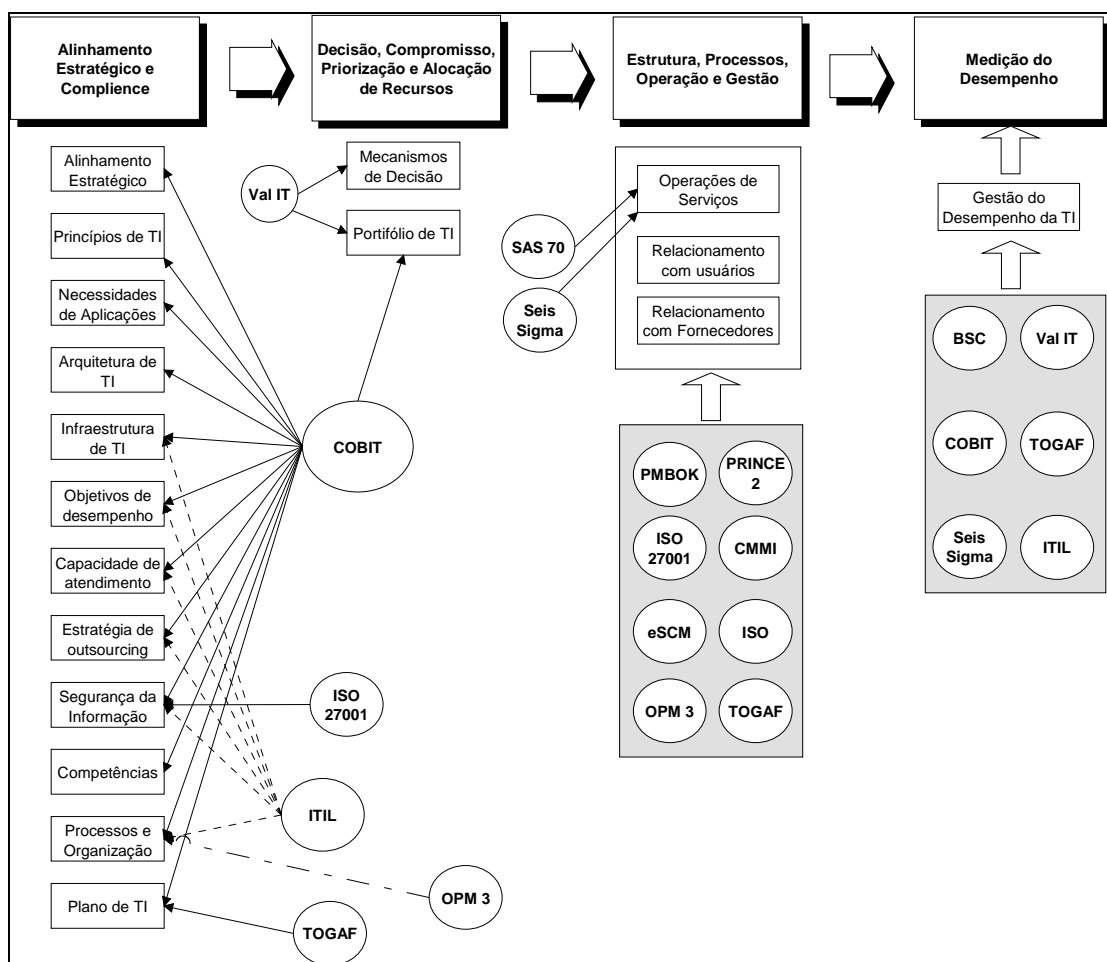 Alinhamento
Estratégico e
Complience
Decisão, Compromisso,
Priorização e Alocação
de Recursos
Estrutura, Processos,
Operação e Gestão
Medição do
Desempenho
Alinhamento
Estratégico
Princípios de TI
Necessidades
de Aplicações
Arquitetura de
TI
Infraestrutura
de TI
Objetivos de
desempenho
Capacidade de
atendimento
Estratégia de
outsourcing
Segurança da
Informação
Competências
Processos e
Organização
Plano de TI
Val IT
Mecanismos
de Decisão
Portifólio de TI
COBIT
ISO
27001
ITIL
OPM 3
TOGAF
SAS 70
Seis
Sigma
Operações de
Serviços
Relacionamento
com usuários
Relacionamento
com Fornecedores
PMBOK
PRINCE
2
ISO
27001
CMMI
eSCM
ISO
OPM 3
TOGAF
Gestão do
Desempenho da TI
BSC
Val IT
COBIT
TOGAF
Seis
Sigma
ITIL